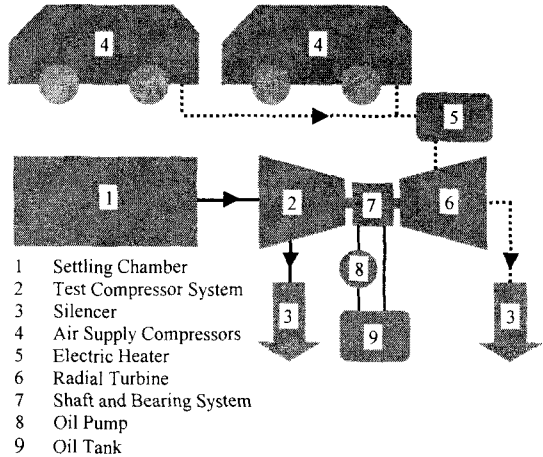 4 4
5
1 2 7 6
8
3 9 3
1 Settling Chamber
2 Test Compressor System
3 Silencer
4 Air Supply Compressors
5 Electric Heater
6 Radial Turbine
7 Shaft and Bearing System
8 Oil Pump
9 Oil Tank